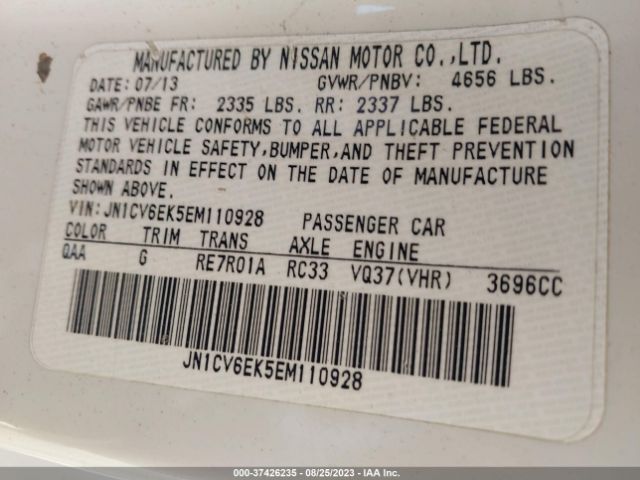 MANUFACTURED BY NISSAN MOTOR CO.,LTD.
DATE: 07/13 GVWR/PNBV: 4656 LBS.
GAWR/PNBE FR: 2335 LBS. RR: 2337 LBS.
THIS VEHICLE CONFORMS TO ALL APPLICABLE FEDERAL
MOTOR VEHICLE SAFETY,BUMPER,AND THEFT PREVENTION
STANDARDS IN EFFECT ON THE DATE OF MANUFACTURE
SHOWN ABOVE.
VIN:JN1CV6EK5EM110928 PASSENGER CAR
COLOR TRIM TRANS AXLE ENGINE
QAA G RE7R01A RC33 VQ37(VHR) 3696CC
JN1CV6EK5EM110928
000-37426235 - 08/25/2023 - IAA Inc.